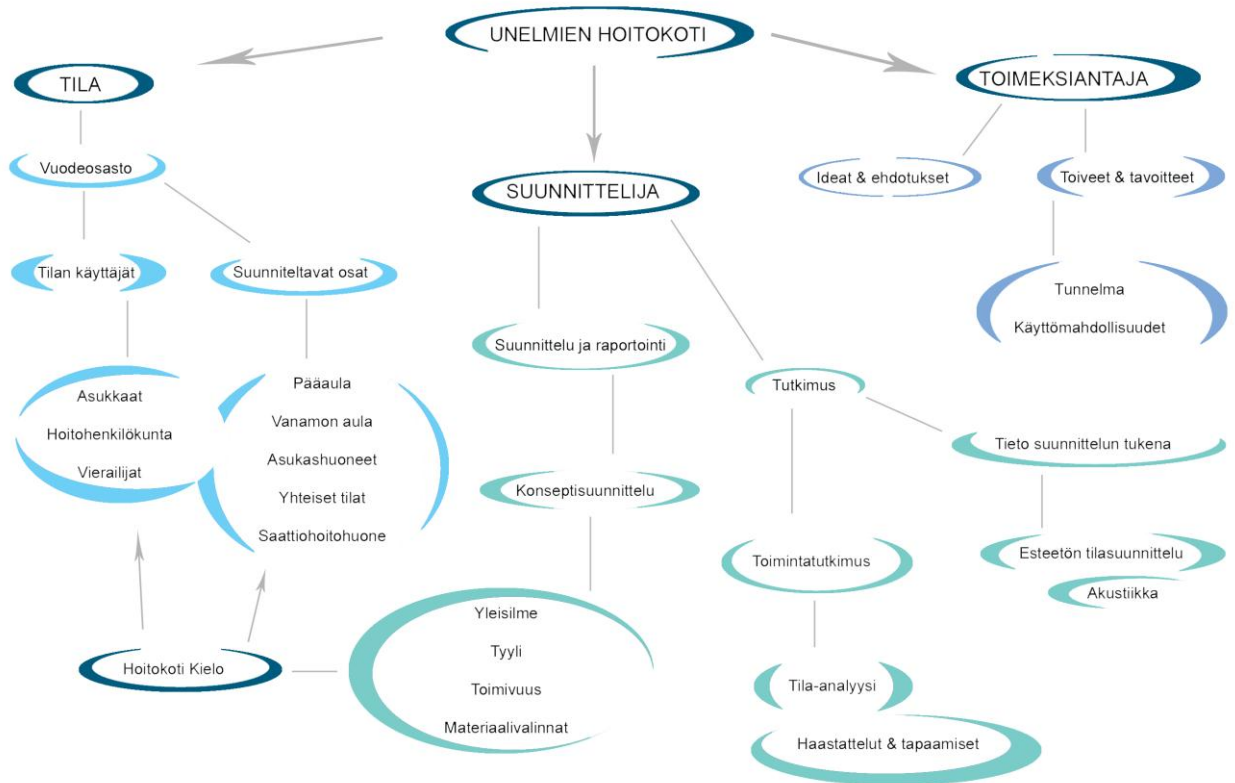 UNELMIEN HOITOKOTI
TILA
TOIMEKSIANTAJA
Vuodeosasto
Ideat & ehdotukset
Toiveet & tavoitteet
SUUNNITTELIJA
Tilan käyttäjät
Suunniteltavat osat
Tunnelma
Käyttömahdollisuudet
Suunnittelu ja raportointi
Tutkimus
Asukkaat
Hoitohenkilökunta
Vierailijat
Pääaula
Vanamon aula
Asukashuoneet
Yhteiset tilat
Saattiohoitohuone
Tieto suunnittelun tukena
Konseptisuunnittelu
Toimintatutkimus
Esteetön tilasuunnittelu
Akustiikka
Yleisilme
Tyyli
Toimivuus
Materiaalivalinnat
Hoitokoti Kielo
Tila-analyysi
Haastattelut & tapaamiset